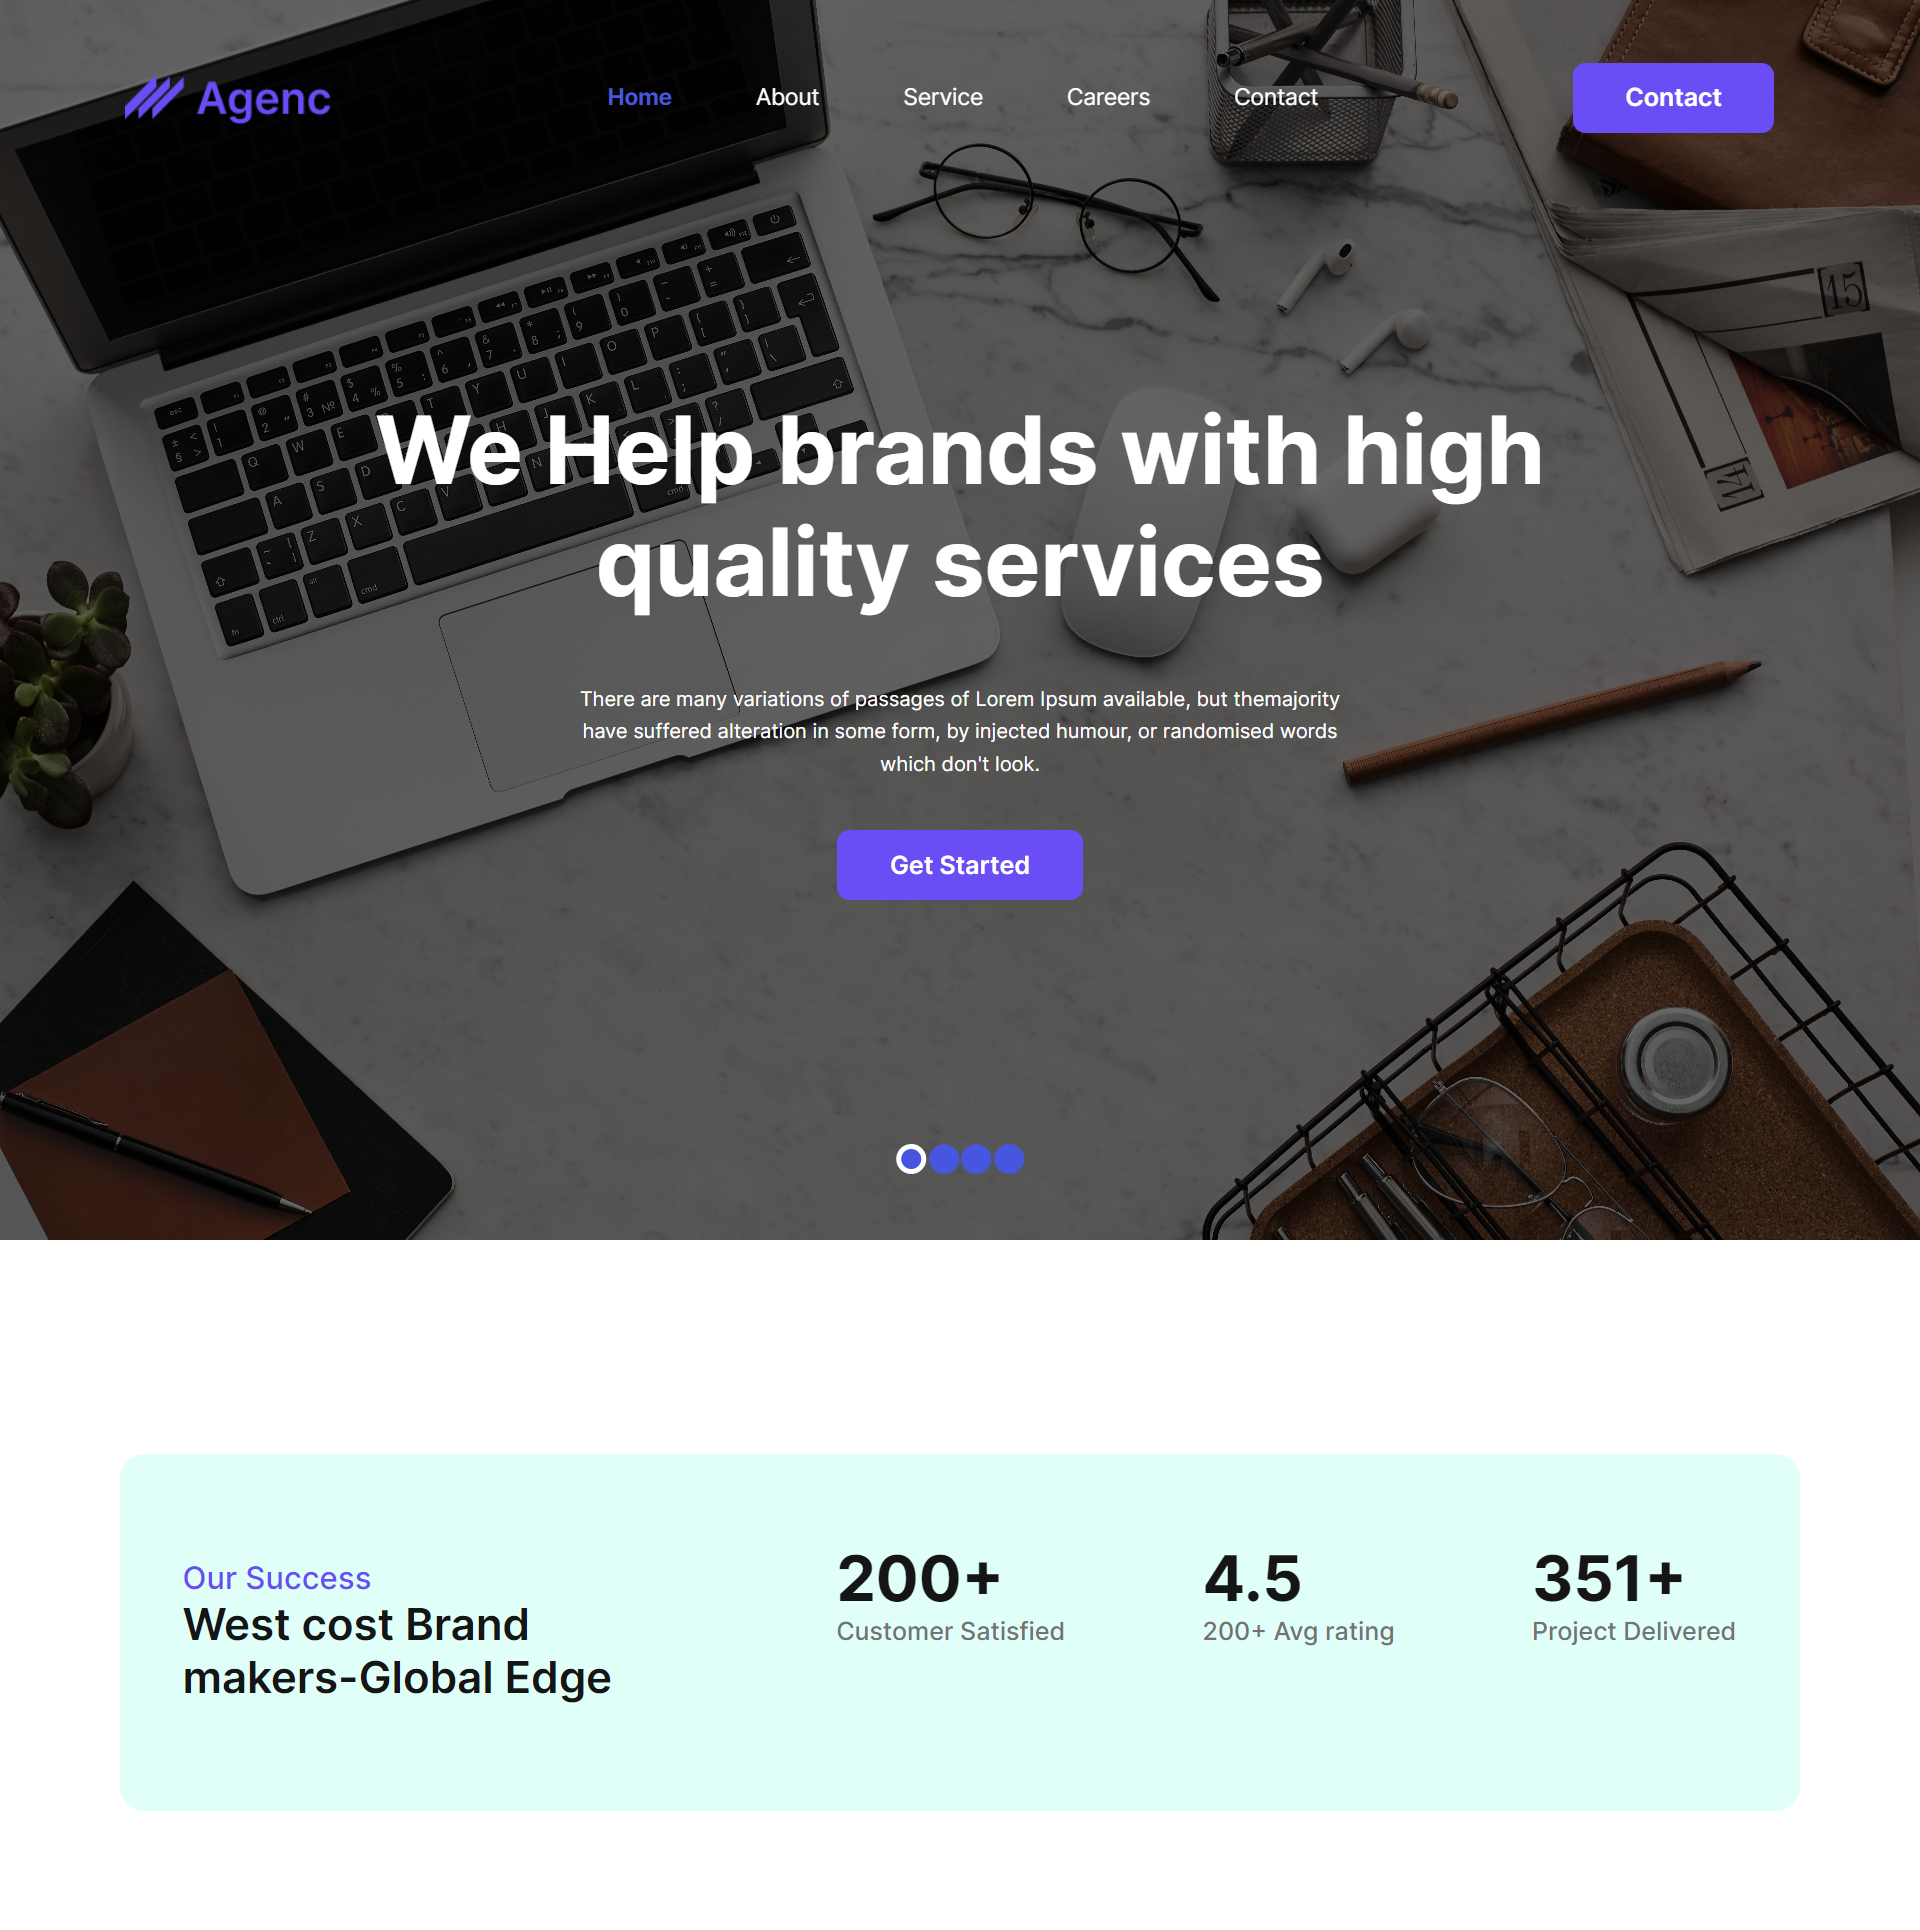 Agenc
Home About Service Careers Contact
Contact
We Help brands with high
quality services
There are many variations of passages of Lorem Ipsum available, but themajority
have suffered alteration in some form, by injected humour, or randomised words
which don't look.
Get Started
15
14
Our Success
West cost Brand
makers-Global Edge
200+
Customer Satisfied
4.5
200+ Avg rating
351+
Project Delivered